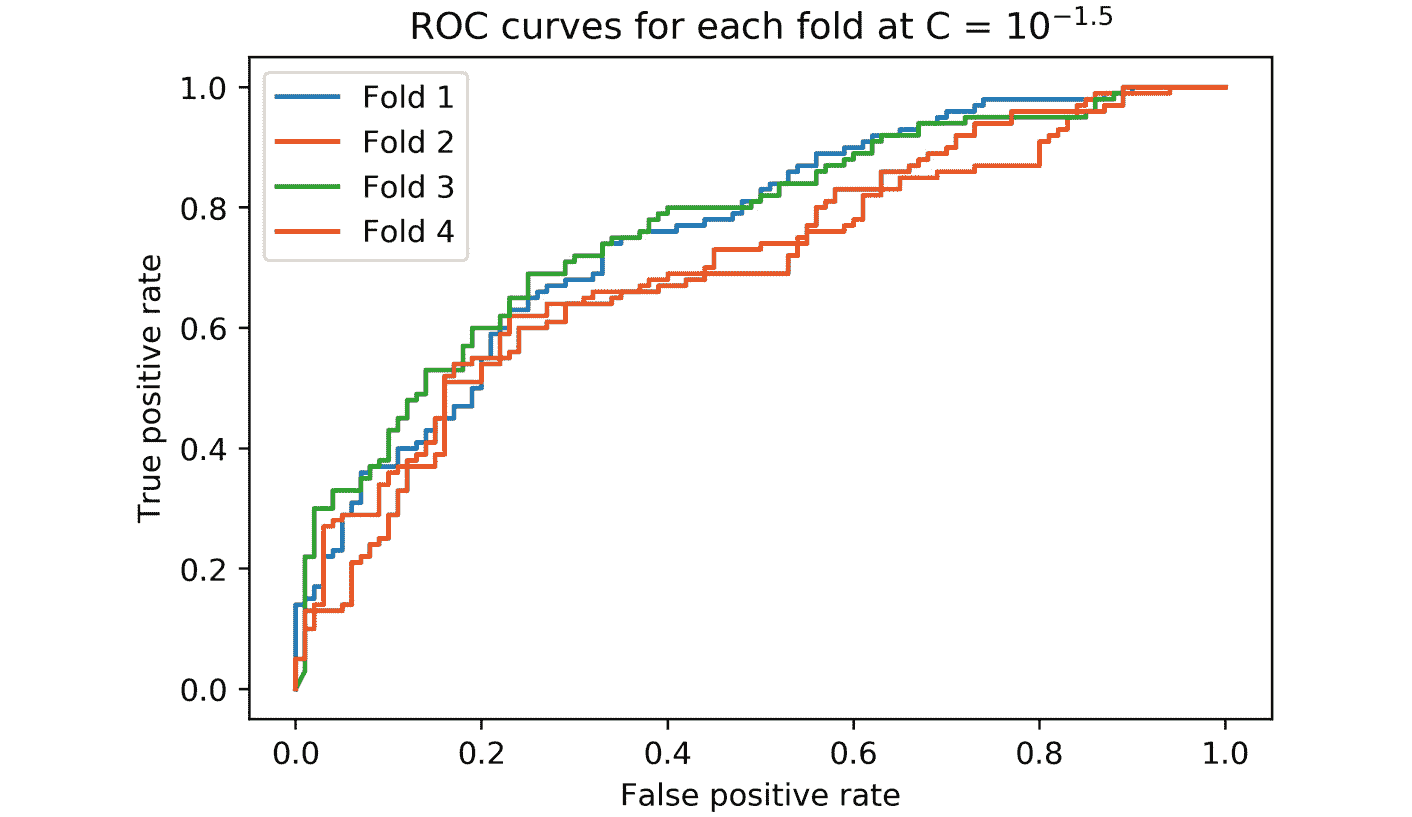 ROC curves for each fold at C = 10⁻¹·⁵
Fold 1
Fold 2
Fold 3
Fold 4
True positive rate
1.0
0.8
0.6
0.4
0.2
0.0
0.0 0.2 0.4 0.6 0.8 1.0
False positive rate